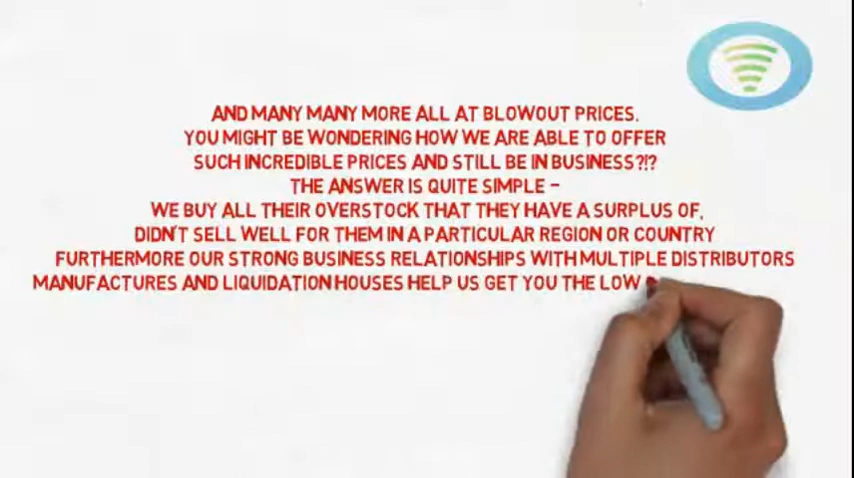 AND MANY MANY MORE ALL AT BLOWOUT PRICES.
YOU MIGHT BE WONDERING HOW WE ARE ABLE TO OFFER
SUCH INCREDIBLE PRICES AND STILL BE IN BUSINESS?!?
THE ANSWER IS QUITE SIMPLE -
WE BUY ALL THEIR OVERSTOCK THAT THEY HAVE A SURPLUS OF,
DIDN'T SELL WELL FOR THEM IN A PARTICULAR REGION OR COUNTRY
FURTHERMORE OUR STRONG BUSINESS RELATIONSHIPS WITH MULTIPLE DISTRIBUTORS
MANUFACTURES AND LIQUIDATION HOUSES HELP US GET YOU THE LOW